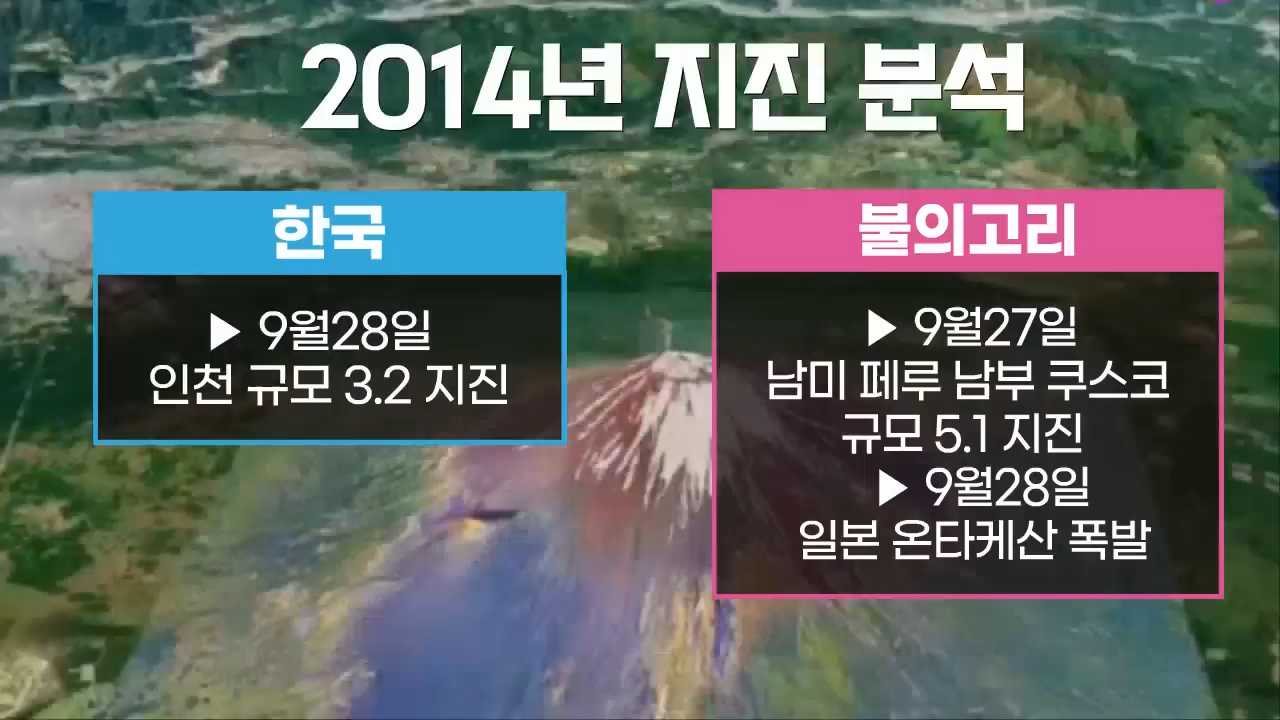 2014년 지진 분석
한국
▶ 9월28일
인천 규모 3.2 지진
불의고리
▶ 9월27일
남미 페루 남부 쿠스코
규모 5.1 지진
▶ 9월28일
일본 온타케산 폭발